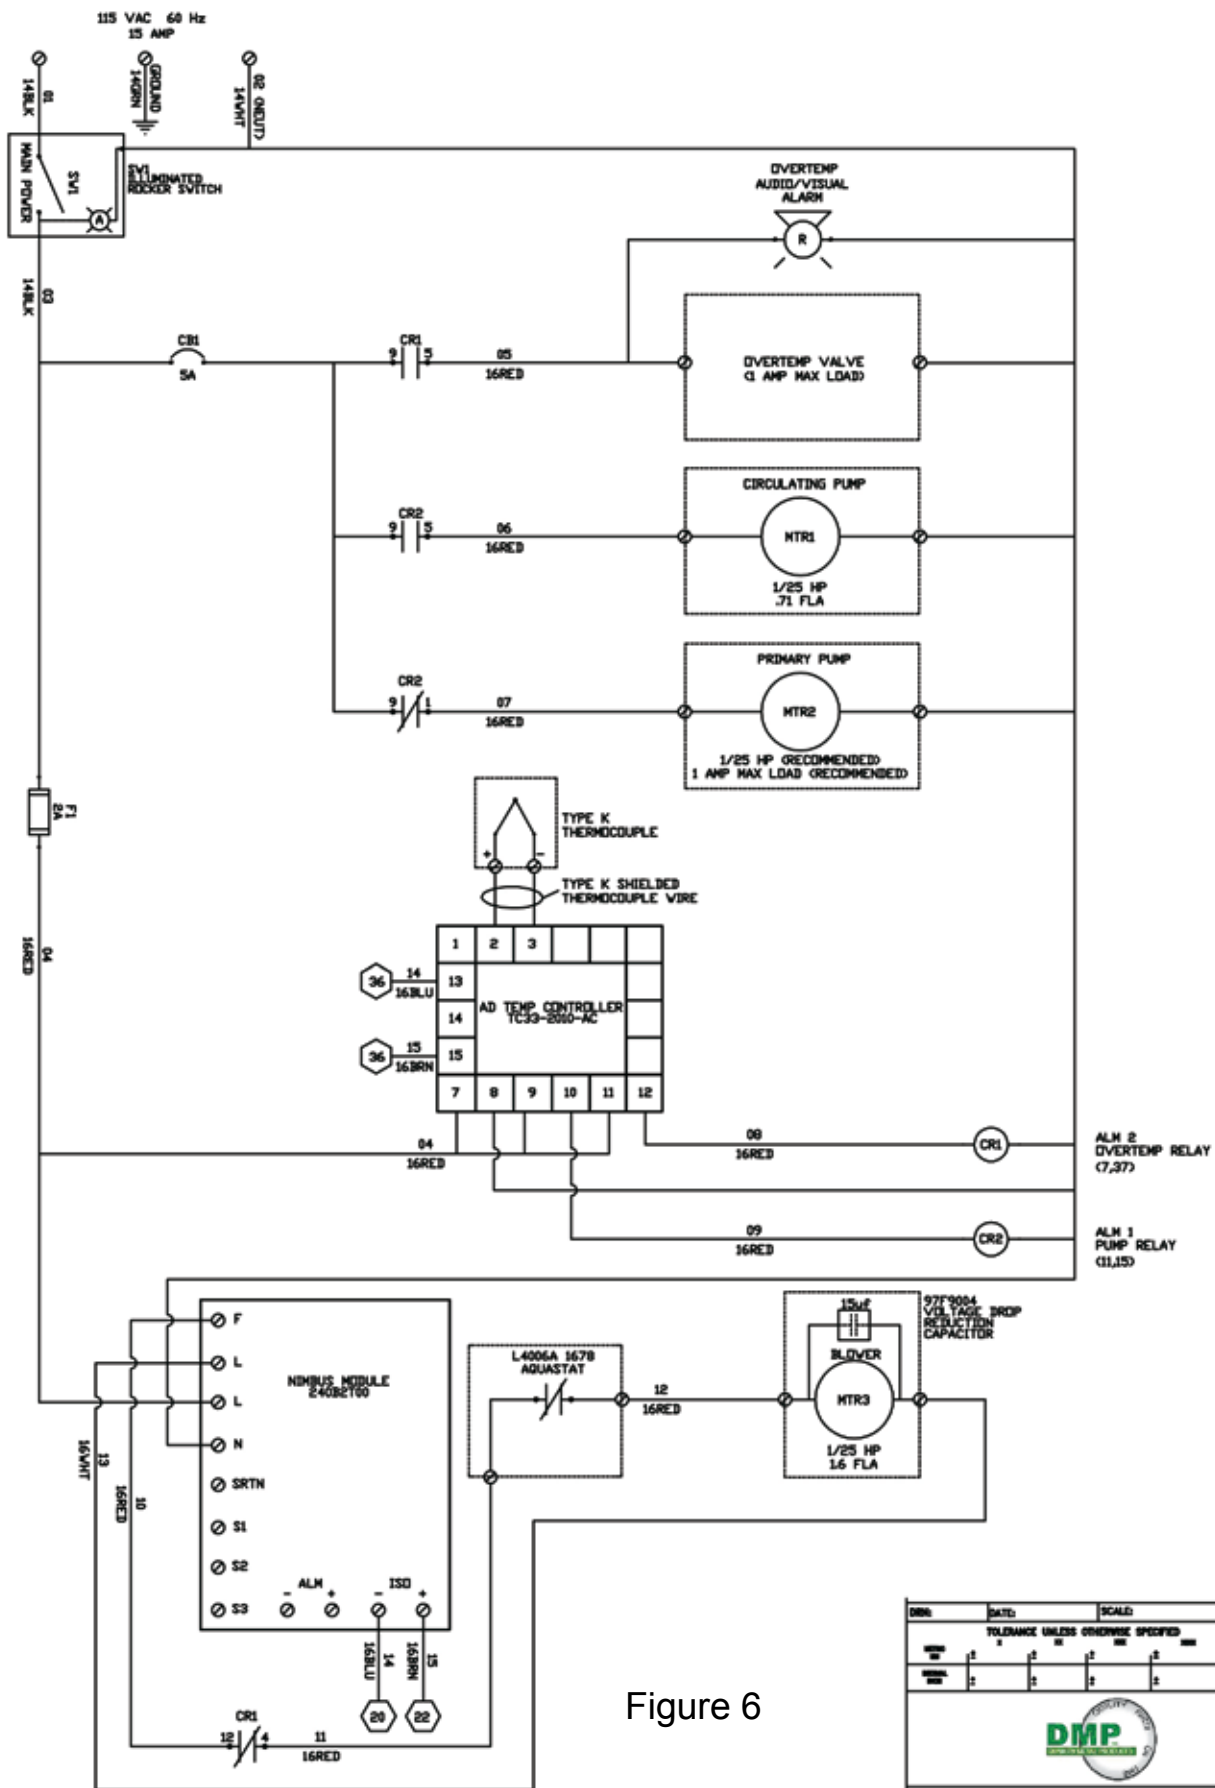 115 VAC 60 Hz
15 AMP
01
14BLK
GROUND
14GRN
02 (NEUT)
14WHT
MAIN POWER
SW1
A
SW1
ILLUMINATED
ROCKER SWITCH
OVERTEMP
AUDIO/VISUAL
ALARM
R
03
14BLK
CB1
5A
CR1
9
5
05
16RED
OVERTEMP VALVE
(1 AMP MAX LOAD)
CIRCULATING PUMP
CR2
9
5
06
16RED
MTR1
1/25 HP
.71 FLA
PRIMARY PUMP
CR2
9
1
07
16RED
MTR2
1/25 HP (RECOMMENDED)
1 AMP MAX LOAD (RECOMMENDED)
F1
2A
TYPE K
THERMOCOUPLE
+
-
TYPE K SHIELDED
THERMOCOUPLE WIRE
04
16RED
1
2
3
36
14
16BLU
13
AD TEMP CONTROLLER
TC33-2010-AC
14
36
15
16BRN
15
7
8
9
10
11
12
04
16RED
08
16RED
CR1
ALM 2
OVERTEMP RELAY
(7,37)
09
16RED
CR2
ALM 1
PUMP RELAY
(11,15)
F
L
L
N
SRTN
S1
S2
S3
NIMBUS MODULE
240B2T00
ALM
- +
ISO
- +
13
16WHT
10
16RED
L4006A 1678
AQUASTAT
12
16RED
15uf
97F9004
VOLTAGE DROP
REDUCTION
CAPACITOR
BLOWER
MTR3
1/25 HP
1.6 FLA
14
16BLU
15
16BRN
20
22
CR1
12
4
11
16RED
Figure 6
DRN:
DATE:
SCALE:
TOLERANCE UNLESS OTHERWISE SPECIFIED
DMP